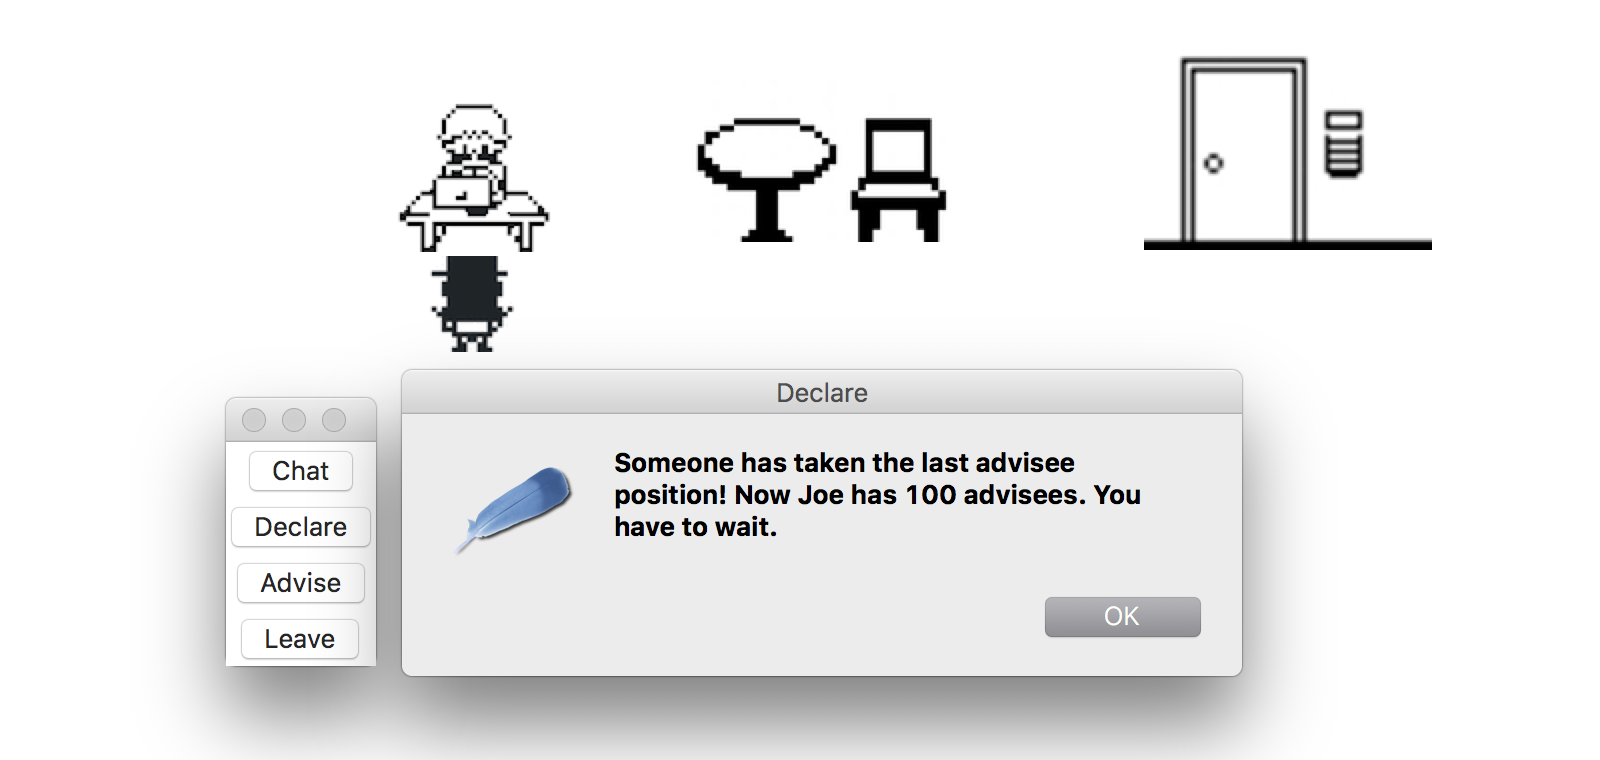 Declare
Someone has taken the last advisee
position! Now Joe has 100 advisees. You
have to wait.
OK
Chat
Declare
Advise
Leave